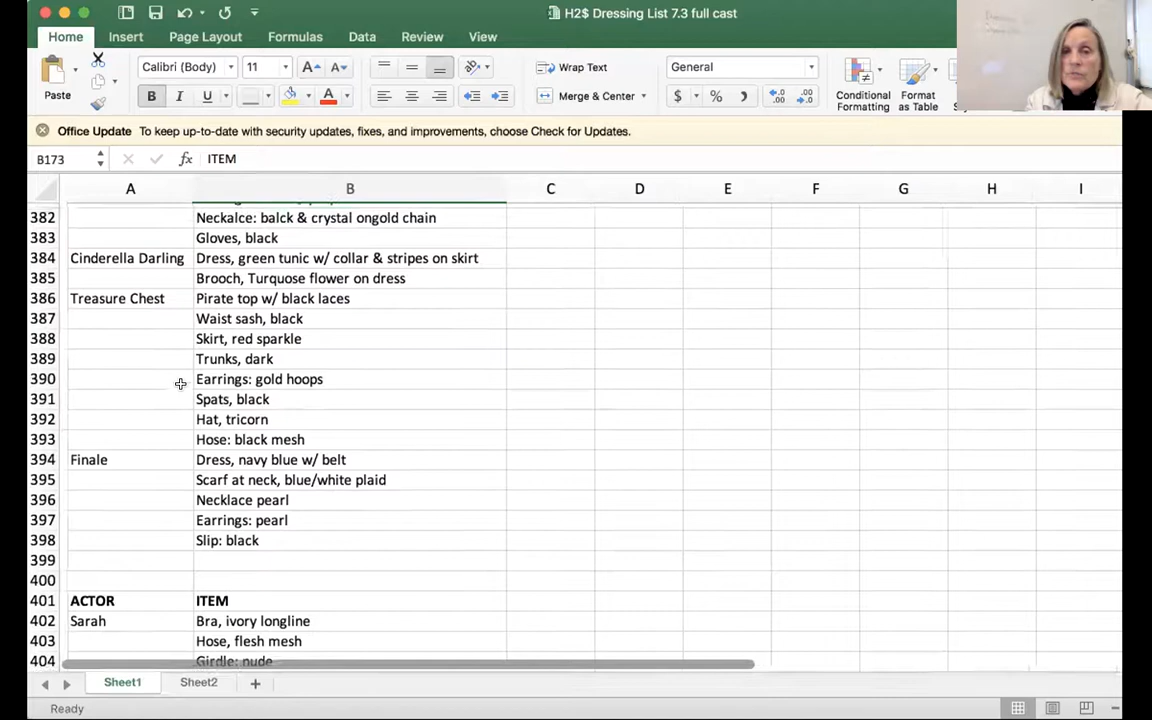 H2$ Dressing List 7.3 full cast
Home Insert Page Layout Formulas Data Review View
Paste
Calibri (Body) 11 A A
B I U A
Wrap Text
Merge & Center
General
$ % 9
.0 .00 .00 .0
Conditional Formatting
Format as Table
Office Update To keep up-to-date with security updates, fixes, and improvements, choose Check for Updates.
B173 fx ITEM
A B C D E F G H I
382 Neckalce: balck & crystal ongold chain
383 Gloves, black
384 Cinderella Darling Dress, green tunic w/ collar & stripes on skirt
385 Brooch, Turquose flower on dress
386 Treasure Chest Pirate top w/ black laces
387 Waist sash, black
388 Skirt, red sparkle
389 Trunks, dark
390 Earrings: gold hoops
391 Spats, black
392 Hat, tricorn
393 Hose: black mesh
394 Finale Dress, navy blue w/ belt
395 Scarf at neck, blue/white plaid
396 Necklace pearl
397 Earrings: pearl
398 Slip: black
399
400
401 ACTOR ITEM
402 Sarah Bra, ivory longline
403 Hose, flesh mesh
404 Girdle: nude
Sheet1 Sheet2 +
Ready